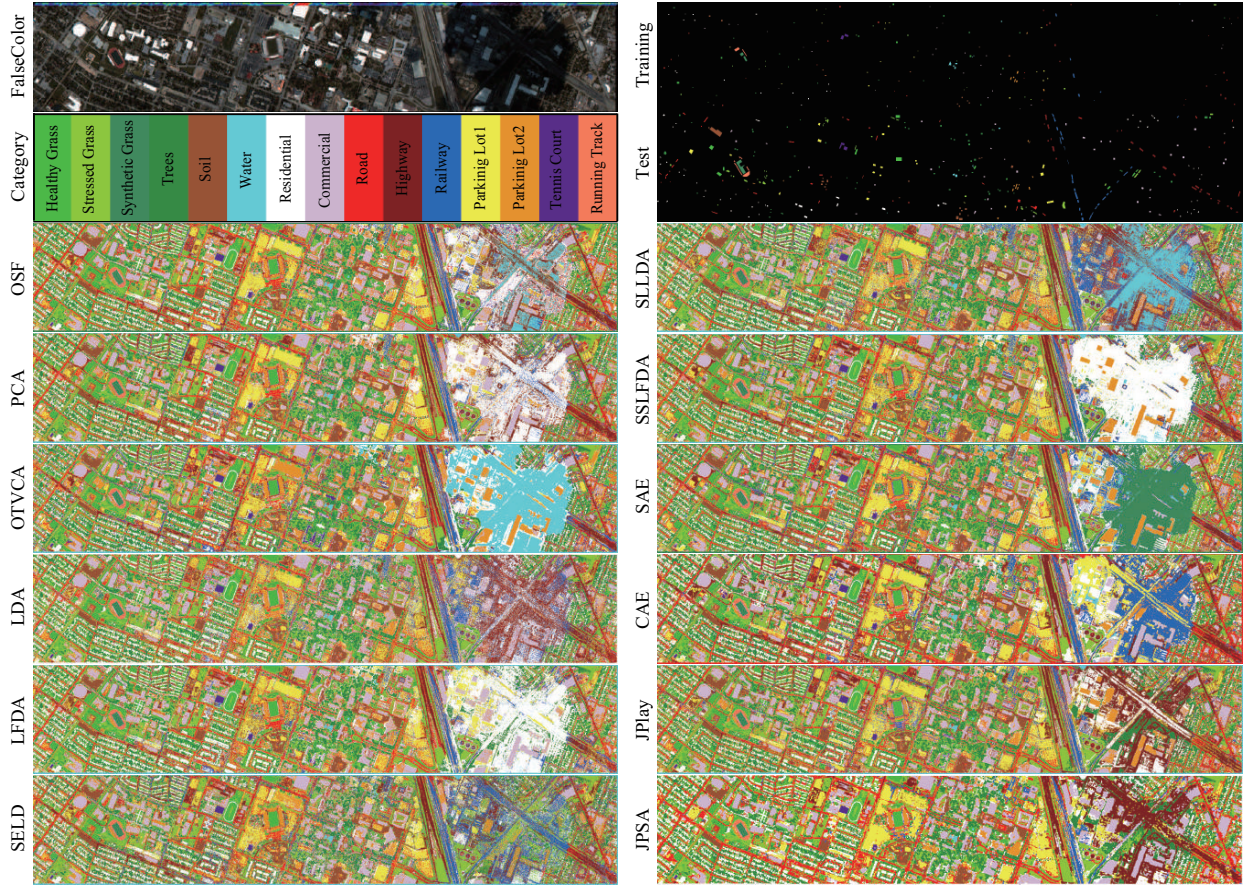 FalseColor
Training
Category
Healthy Grass
Stressed Grass
Synthetic Grass
Trees
Soil
Water
Residential
Commercial
Road
Highway
Railway
Parkinig Lot1
Parkinig Lot2
Tennis Court
Running Track
Test
OSF
SLLDA
PCA
SSLFDA
OTVCA
SAE
LDA
CAE
LFDA
JPlay
SELD
JPSA